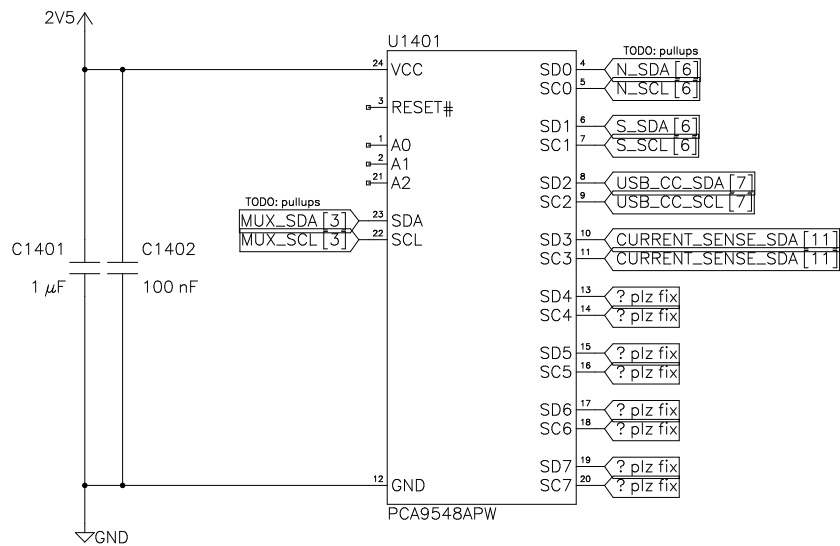 2V5
U1401
TODO: pullups
24 VCC SD0 4 N_SDA [6]
SC0 5 N_SCL [6]
3 RESET#
SD1 6 S_SDA [6]
1 A0 SC1 7 S_SCL [6]
2 A1
21 A2 SD2 8 USB_CC_SDA [7]
TODO: pullups SC2 9 USB_CC_SCL [7]
MUX_SDA [3] 23 SDA
MUX_SCL [3] 22 SCL SD3 10 CURRENT_SENSE_SDA [11]
C1401 C1402 SC3 11 CURRENT_SENSE_SDA [11]
1 μF 100 nF SD4 13 ? plz fix
SC4 14 ? plz fix
SD5 15 ? plz fix
SC5 16 ? plz fix
SD6 17 ? plz fix
SC6 18 ? plz fix
SD7 19 ? plz fix
12 GND SC7 20 ? plz fix
PCA9548APW
GND